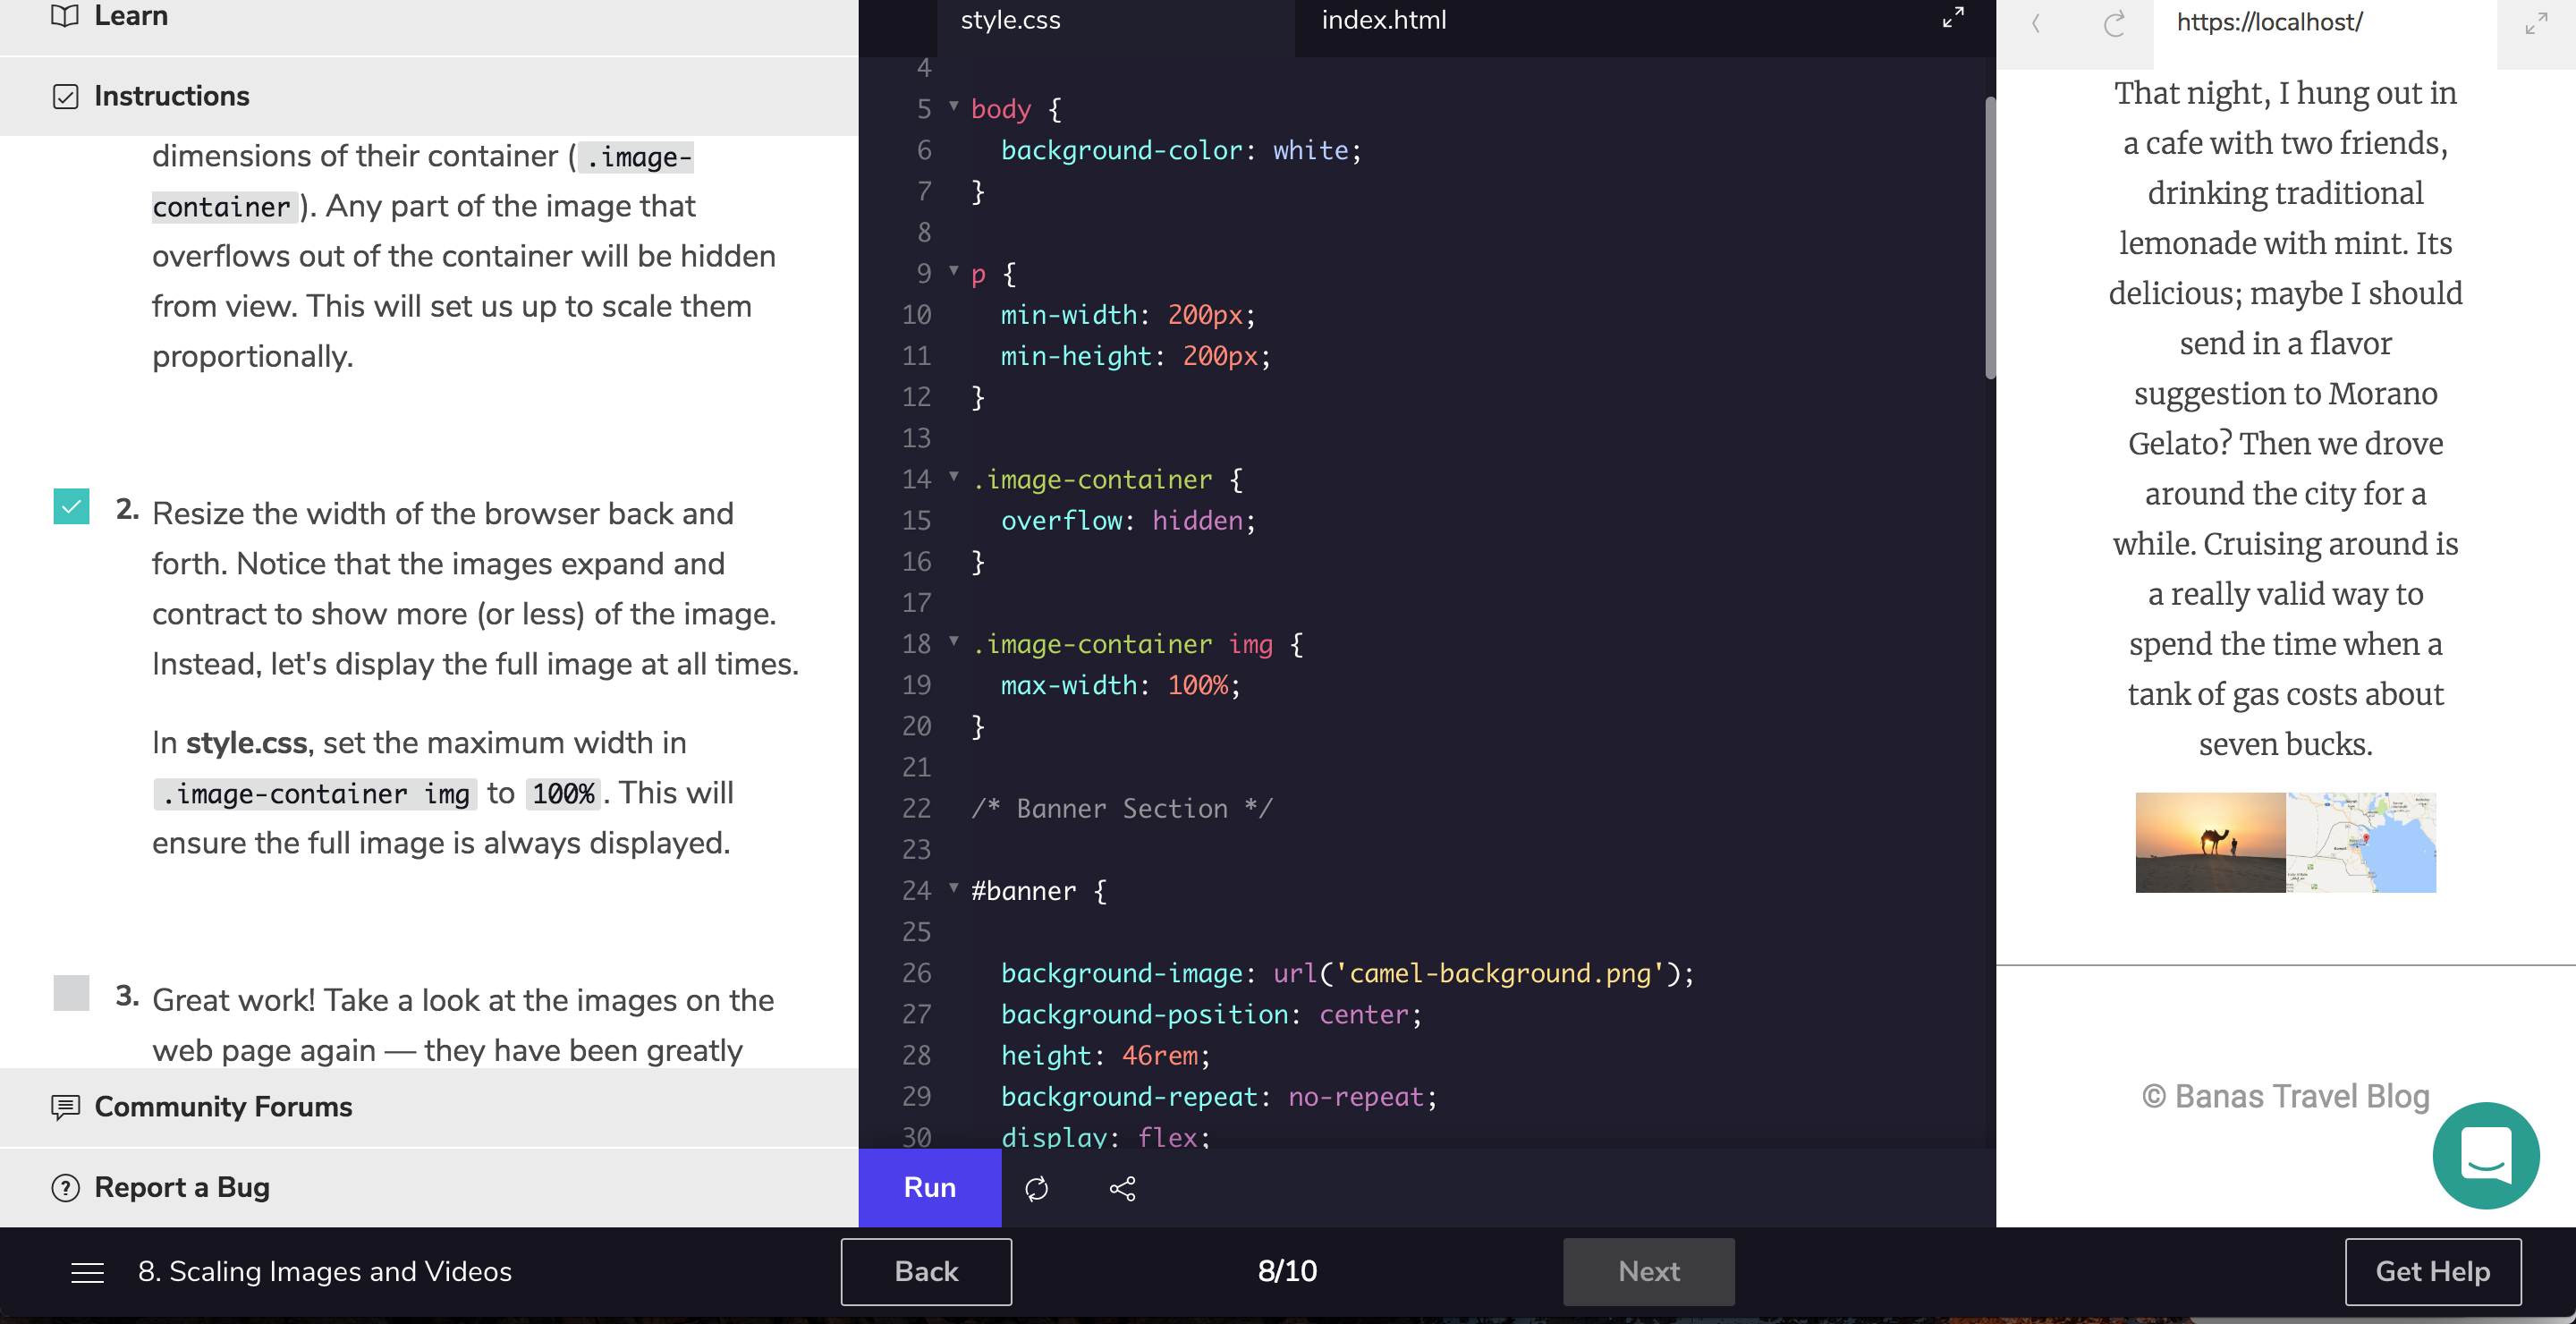 Learn
Instructions
dimensions of their container ( .image-
container ). Any part of the image that
overflows out of the container will be hidden
from view. This will set us up to scale them
proportionally.
2. Resize the width of the browser back and
forth. Notice that the images expand and
contract to show more (or less) of the image.
Instead, let's display the full image at all times.
In style.css, set the maximum width in
.image-container img to 100% . This will
ensure the full image is always displayed.
3. Great work! Take a look at the images on the
web page again — they have been greatly
Community Forums
Report a Bug
style.css
index.html
4
5 body {
6 background-color: white;
7 }
8
9 p {
10 min-width: 200px;
11 min-height: 200px;
12 }
13
14 .image-container {
15 overflow: hidden;
16 }
17
18 .image-container img {
19 max-width: 100%;
20 }
21
22 /* Banner Section */
23
24 #banner {
25
26 background-image: url('camel-background.png');
27 background-position: center;
28 height: 46rem;
29 background-repeat: no-repeat;
30 display: flex;
Run
https://localhost/
That night, I hung out in
a cafe with two friends,
drinking traditional
lemonade with mint. Its
delicious; maybe I should
send in a flavor
suggestion to Morano
Gelato? Then we drove
around the city for a
while. Cruising around is
a really valid way to
spend the time when a
tank of gas costs about
seven bucks.
© Banas Travel Blog
8. Scaling Images and Videos
Back
8/10
Next
Get Help